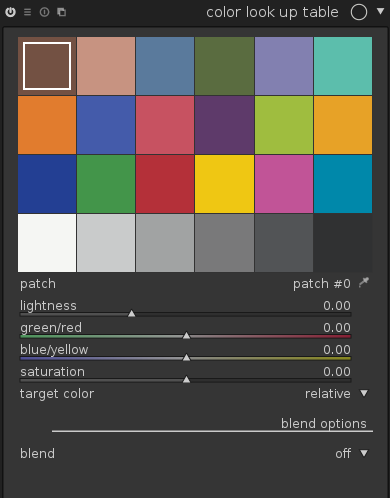 color look up table
patch patch #0
lightness 0.00
green/red 0.00
blue/yellow 0.00
saturation 0.00
target color relative
blend options
blend off